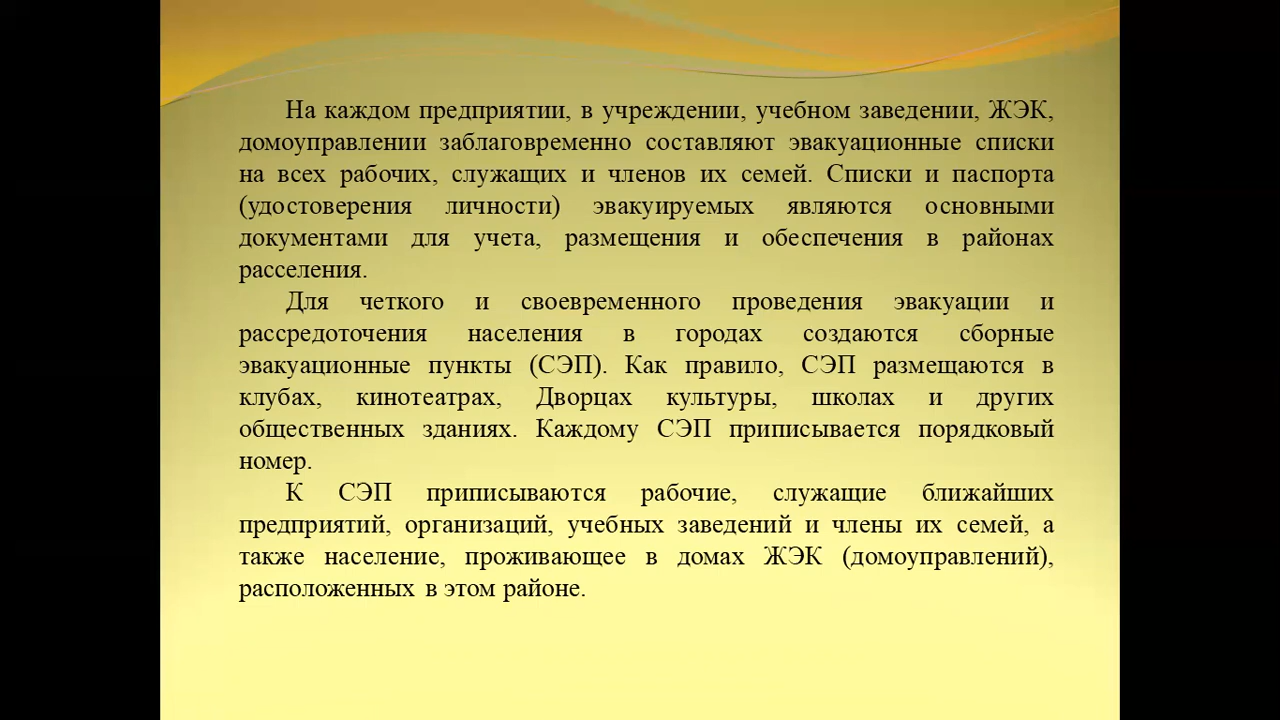 На каждом предприятии, в учреждении, учебном заведении, ЖЭК,
домоуправлении заблаговременно составляют эвакуационные списки
на всех рабочих, служащих и членов их семей. Списки и паспорта
(удостоверения личности) эвакуируемых являются основными
документами для учета, размещения и обеспечения в районах
расселения.
Для четкого и своевременного проведения эвакуации и
рассредоточения населения в городах создаются сборные
эвакуационные пункты (СЭП). Как правило, СЭП размещаются в
клубах, кинотеатрах, Дворцах культуры, школах и других
общественных зданиях. Каждому СЭП приписывается порядковый
номер.
К СЭП приписываются рабочие, служащие ближайших
предприятий, организаций, учебных заведений и члены их семей, а
также население, проживающее в домах ЖЭК (домоуправлений),
расположенных в этом районе.